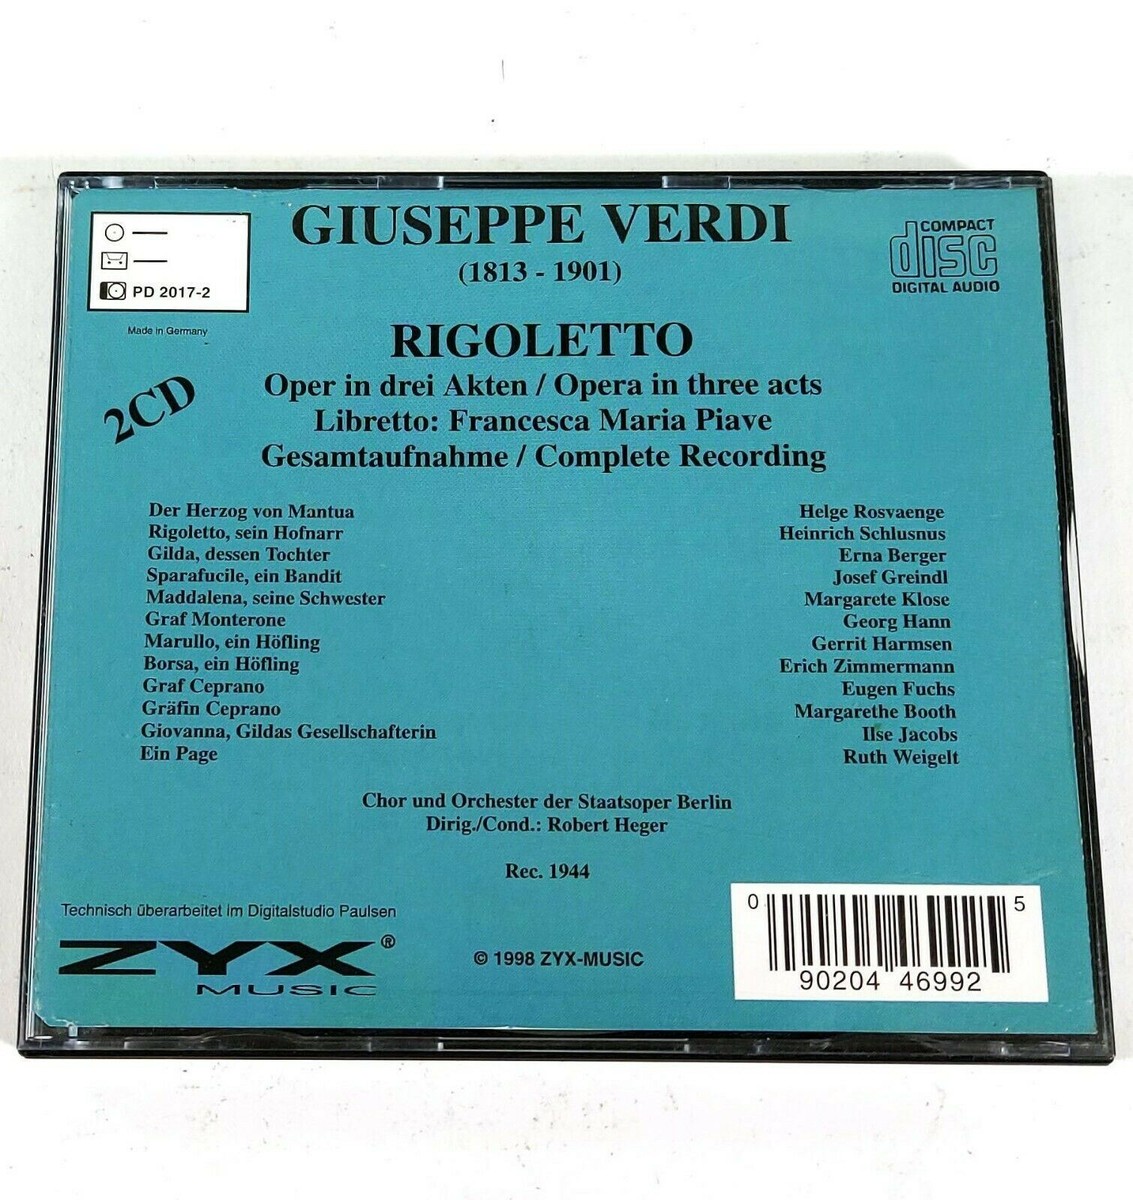 GIUSEPPE VERDI
(1813 - 1901)
COMPACT
disc
DIGITAL AUDIO
PD 2017-2
Made in Germany
2CD
RIGOLETTO
Oper in drei Akten / Opera in three acts
Libretto: Francesca Maria Piave
Gesamtaufnahme / Complete Recording
Der Herzog von Mantua Helge Rosvaenge
Rigoletto, sein Hofnarr Heinrich Schlusnus
Gilda, dessen Tochter Erna Berger
Sparafucile, ein Bandit Josef Greindl
Maddalena, seine Schwester Margarete Klose
Graf Monterone Georg Hann
Marullo, ein Höfling Gerrit Harmsen
Borsa, ein Höfling Erich Zimmermann
Graf Ceprano Eugen Fuchs
Gräfin Ceprano Margarethe Booth
Giovanna, Gildas Gesellschafterin Ilse Jacobs
Ein Page Ruth Weigelt
Chor und Orchester der Staatsoper Berlin
Dirig./Cond.: Robert Heger
Rec. 1944
Technisch überarbeitet im Digitalstudio Paulsen
ZYX®
MUSIC
© 1998 ZYX-MUSIC
0 90204 46992 5